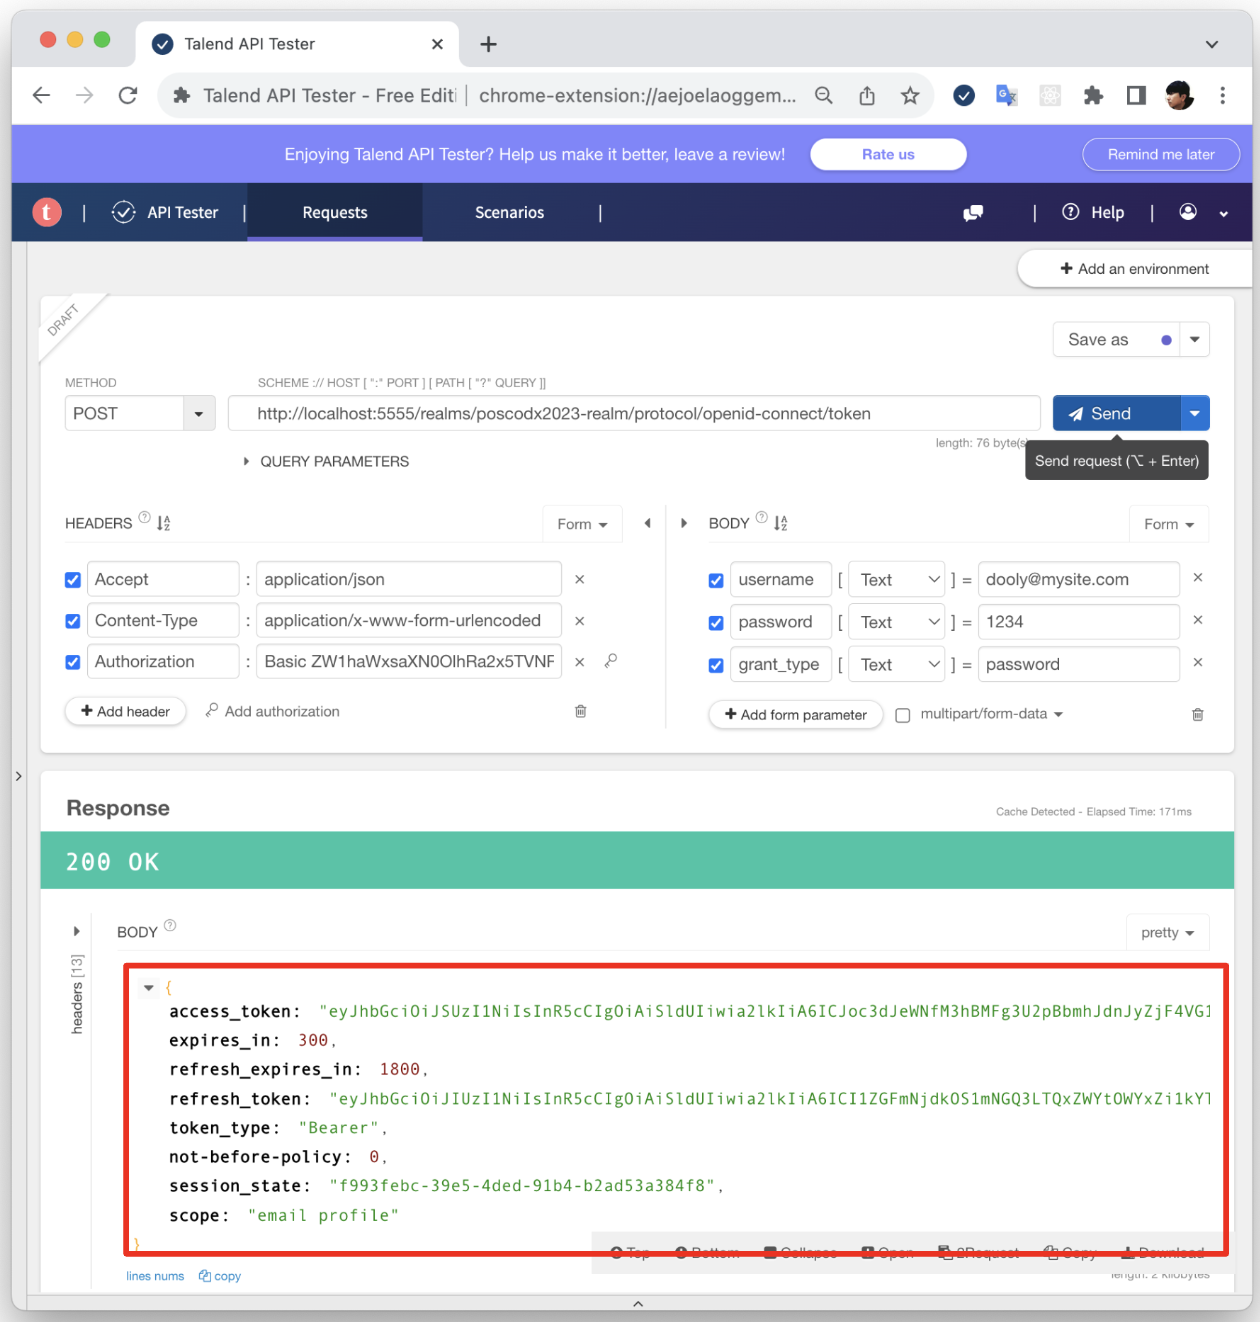 Talend API Tester
Talend API Tester - Free Editi
chrome-extension://aejoelaoggem...
Enjoying Talend API Tester? Help us make it better, leave a review!
Rate us
Remind me later
t | API Tester | Requests Scenarios | | Help |
+ Add an environment
DRAFT
Save as
METHOD
SCHEME :// HOST [ ":" PORT ] [ PATH [ "?" QUERY ]]
POST
http://localhost:5555/realms/poscodx2023-realm/protocol/openid-connect/token
Send
length: 76 byte(s
Send request (⌥ + Enter)
QUERY PARAMETERS
HEADERS ? Form
BODY ? Form
Accept : application/json
Content-Type : application/x-www-form-urlencoded
Authorization : Basic ZW1haWxsaXN0OlhRa2x5TVNF
+ Add header
Add authorization
username [ Text ] = dooly@mysite.com
password [ Text ] = 1234
grant_type [ Text ] = password
+ Add form parameter
multipart/form-data
Response
Cache Detected - Elapsed Time: 171ms
200 OK
headers [13]
BODY ?
pretty
{
access_token: "eyJhbGciOiJSUzI1NiIsInR5cCIgOiAiSldUIiwia2lkIiA6ICJoc3dJeWNfM3hBMFg3U2pBbmhJdnJyZjF4VG1
expires_in: 300,
refresh_expires_in: 1800,
refresh_token: "eyJhbGciOiJIUzI1NiIsInR5cCIgOiAiSldUIiwia2lkIiA6ICI1ZGFmNjdkOS1mNGQ3LTQxZWYtOWYxZi1kYT
token_type: "Bearer",
not-before-policy: 0,
session_state: "f993febc-39e5-4ded-91b4-b2ad53a384f8",
scope: "email profile"
}
Top Bottom Collapse Open 2Request Copy Download
lines nums copy
length: 2 kilobytes